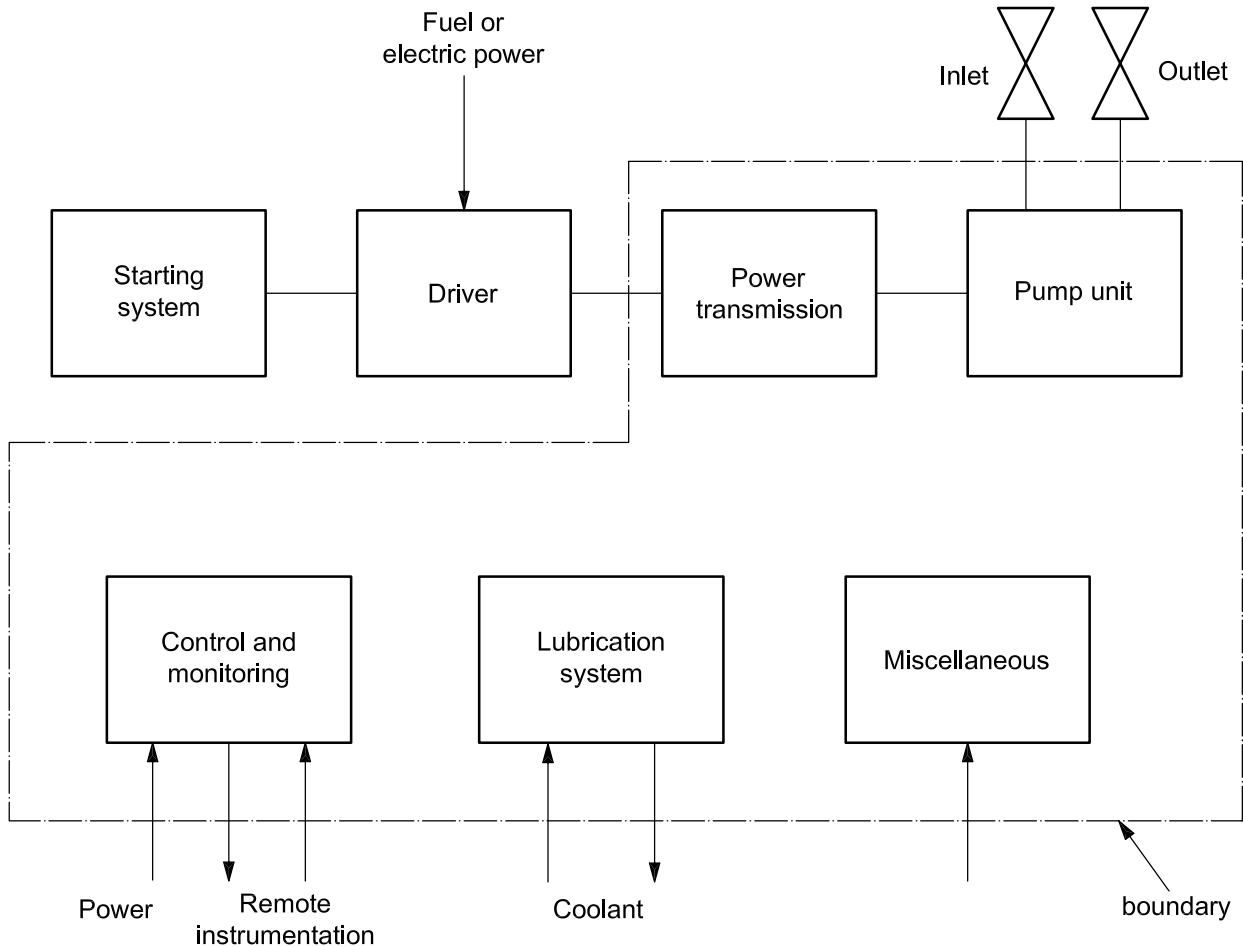 Fuel or
electric power
Inlet
Outlet
Starting
system
Driver
Power
transmission
Pump unit
Control and
monitoring
Lubrication
system
Miscellaneous
Power
Remote
instrumentation
Coolant
boundary